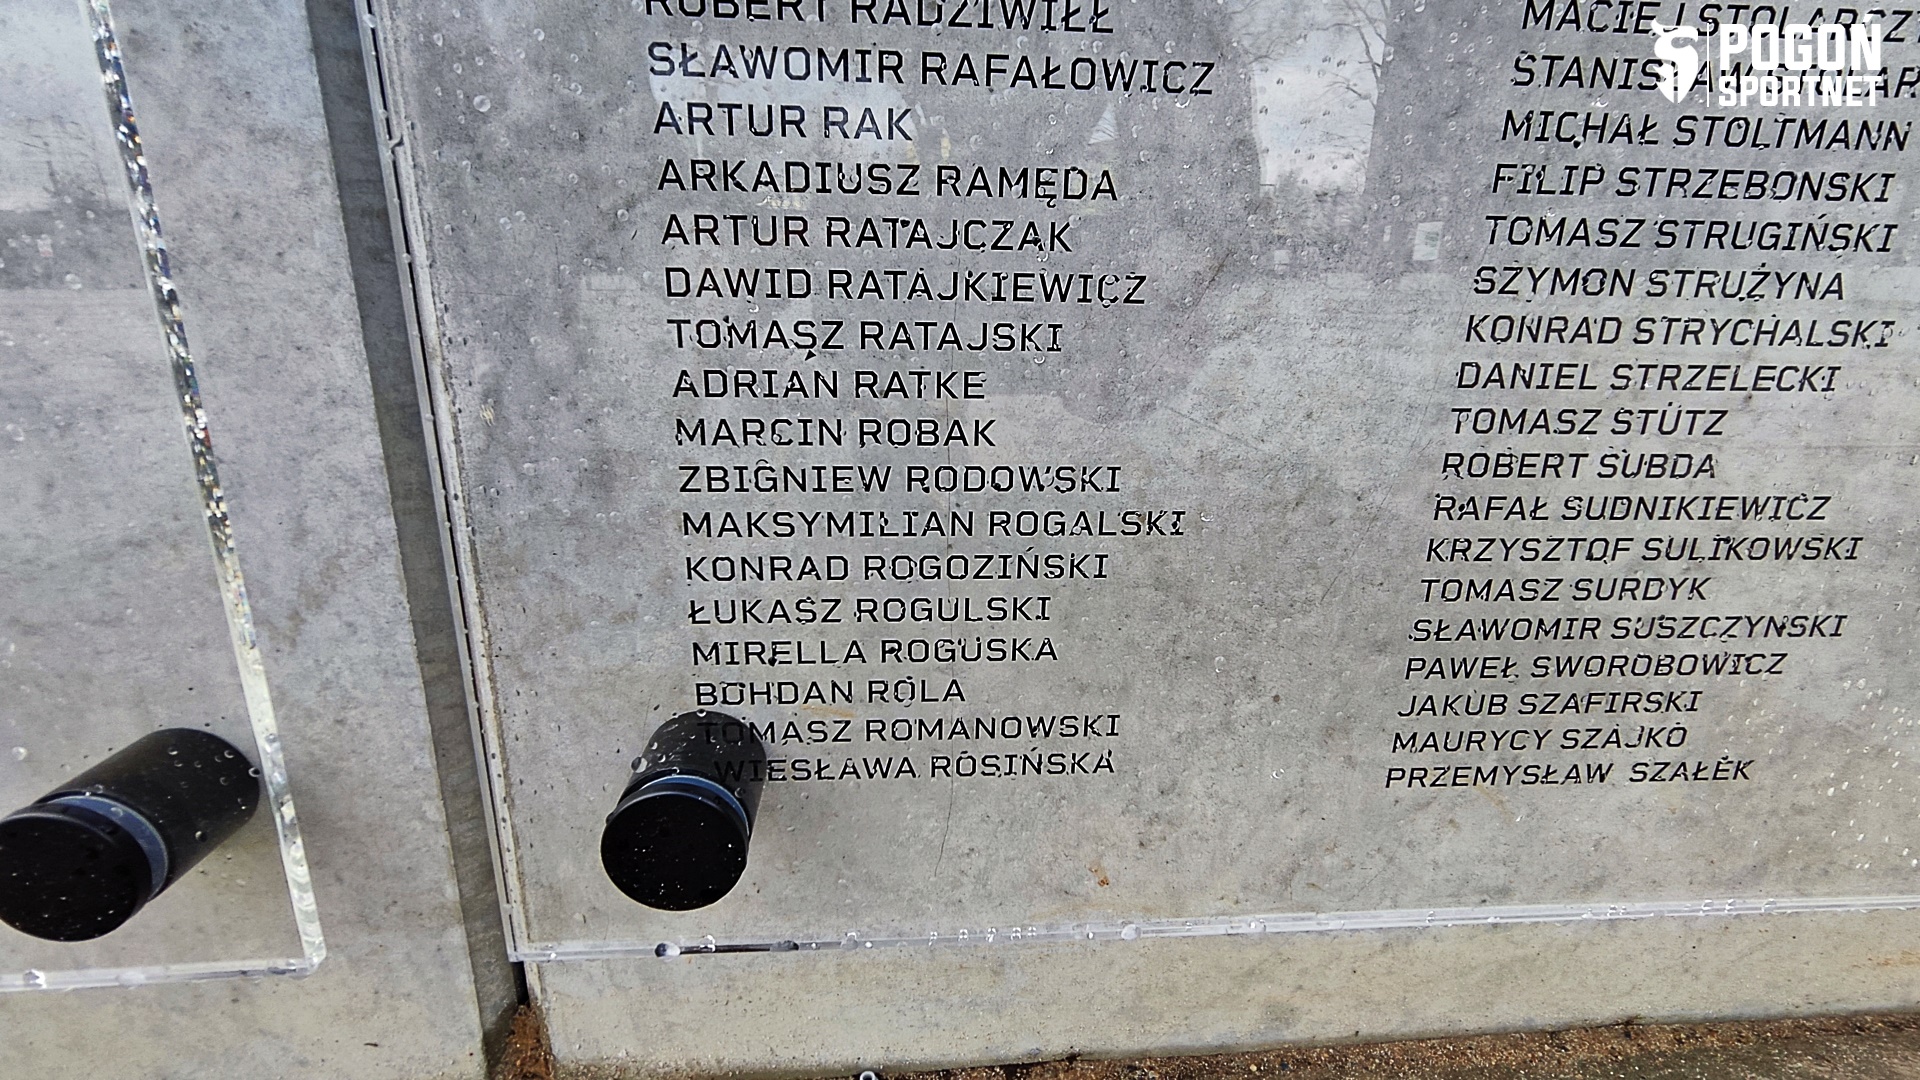 ROBERT RADZIWIŁŁ
SŁAWOMIR RAFAŁOWICZ
ARTUR RAK
ARKADIUSZ RAMĘDA
ARTUR RATAJCZAK
DAWID RATAJKIEWICZ
TOMASZ RATAJSKI
ADRIAN RATKE
MARCIN ROBAK
ZBIGNIEW RODOWSKI
MAKSYMILIAN ROGALSKI
KONRAD ROGOZIŃSKI
ŁUKASZ ROGULSKI
MIRELLA ROGUSKA
BOHDAN ROLA
TOMASZ ROMANOWSKI
WIESŁAWA ROSIŃSKA
MACIEJ
STANISŁAW
MICHAŁ STOLTMANN
FILIP STRZEBONSKI
TOMASZ STRUGIŃSKI
SZYMON STRUŻYNA
KONRAD STRYCHALSKI
DANIEL STRZELECKI
TOMASZ STÜTZ
ROBERT SUBDA
RAFAŁ SUDNIKIEWICZ
KRZYSZTOF SULIKOWSKI
TOMASZ SURDYK
SŁAWOMIR SUSZCZYNSKI
PAWEŁ SWOROBOWICZ
JAKUB SZAFIRSKI
MAURYCY SZAJKO
PRZEMYSŁAW SZAŁEK
POGOŃ
SPORTNET